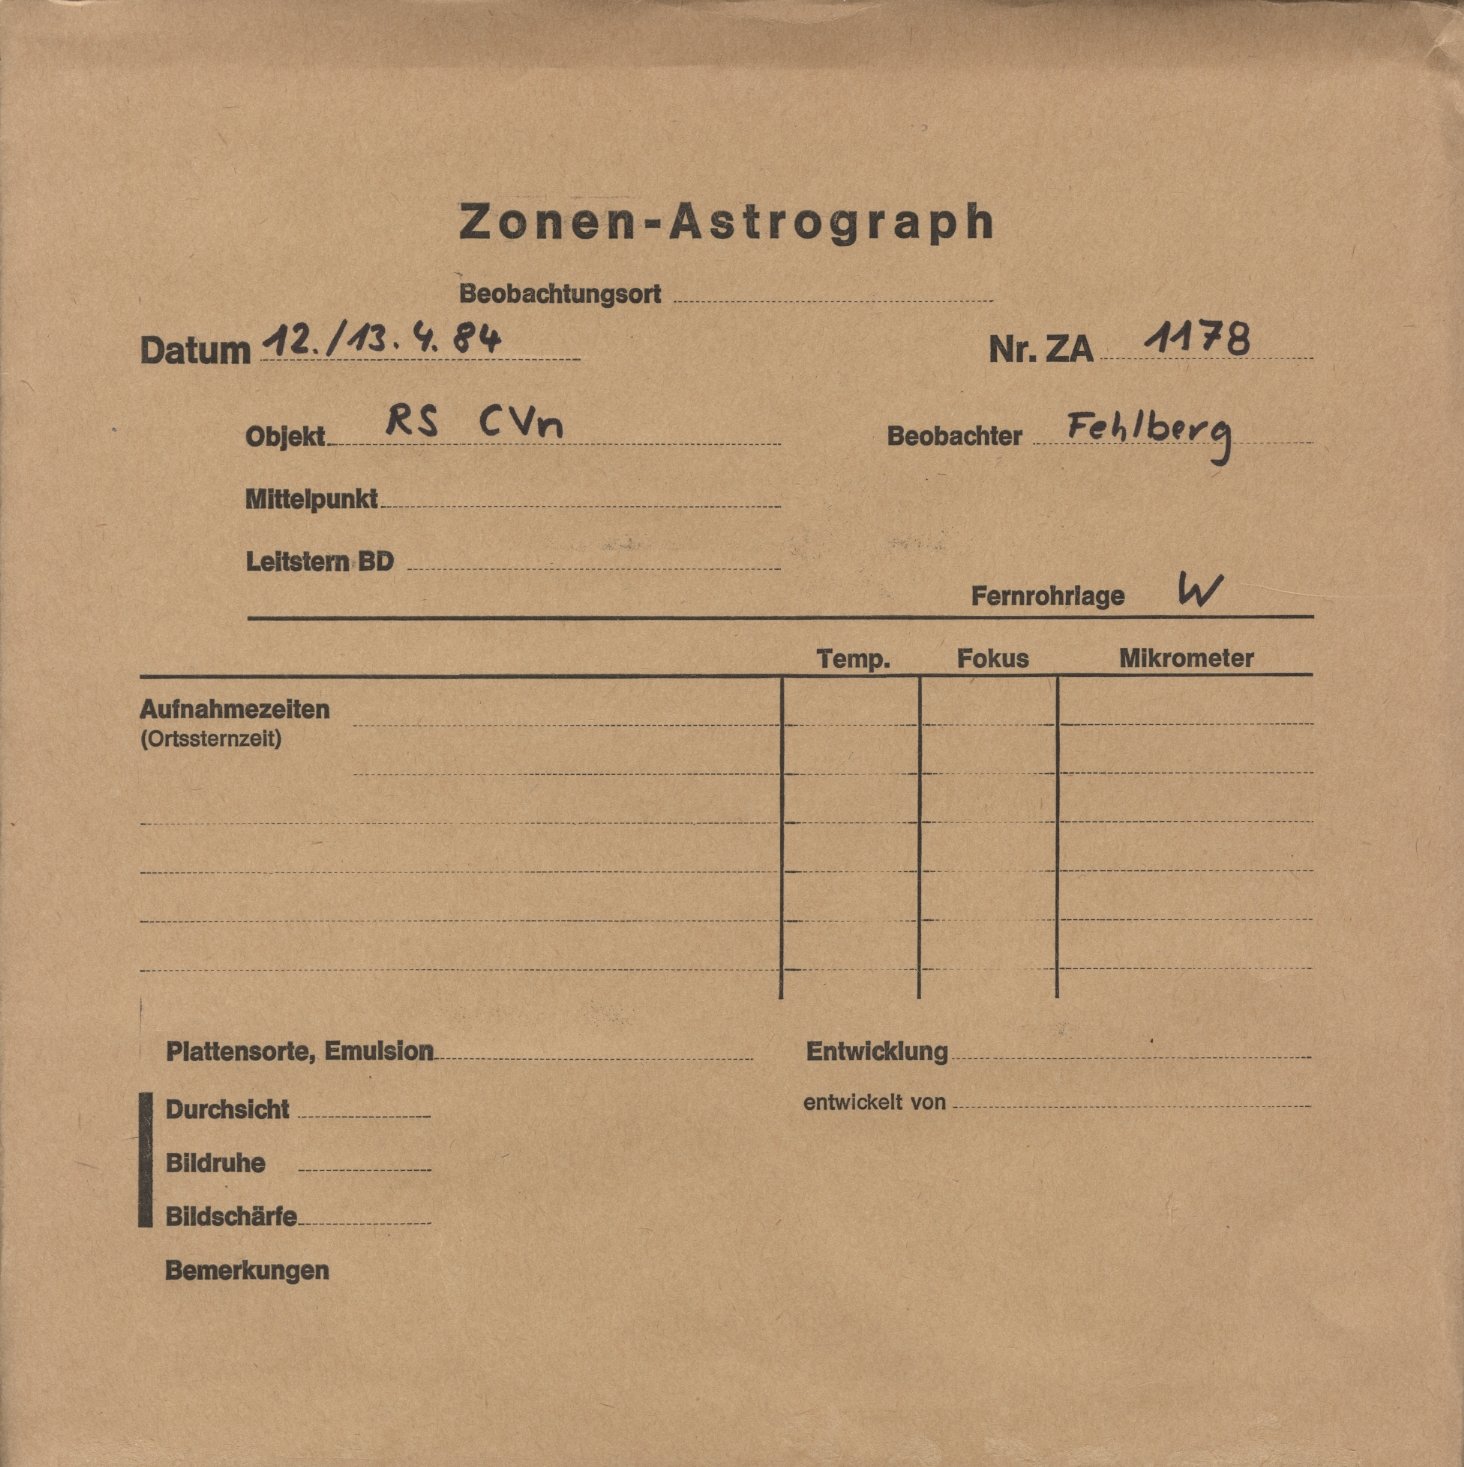 Zonen-Astrograph
Beobachtungsort
Datum 12./13. 4. 84 Nr. ZA 1178
Objekt RS CVn Beobachter Fehlberg
Mittelpunkt
Leitstern BD
Fernrohrlage W
Temp. Fokus Mikrometer
Aufnahmezeiten
(Ortssternzeit)
Plattensorte, Emulsion Entwicklung
Durchsicht entwickelt von
Bildruhe
Bildschärfe
Bemerkungen